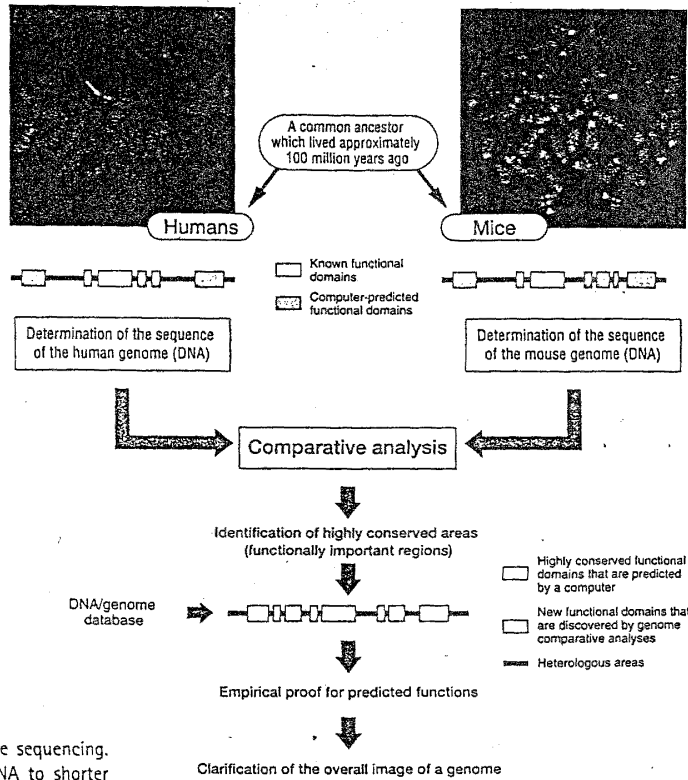 A common ancestor
which lived approximately
100 million years ago
Humans
Mice
Known functional
domains
Computer-predicted
functional domains
Determination of the sequence
of the human genome (DNA)
Determination of the sequence
of the mouse genome (DNA)
Comparative analysis
Identification of highly conserved areas
(functionally important regions)
DNA/genome
database
Highly conserved functional
domains that are predicted
by a computer
New functional domains that
are discovered by genome
comparative analyses
Heterologous areas
Empirical proof for predicted functions
Clarification of the overall image of a genome
e sequencing.
NA to shorter